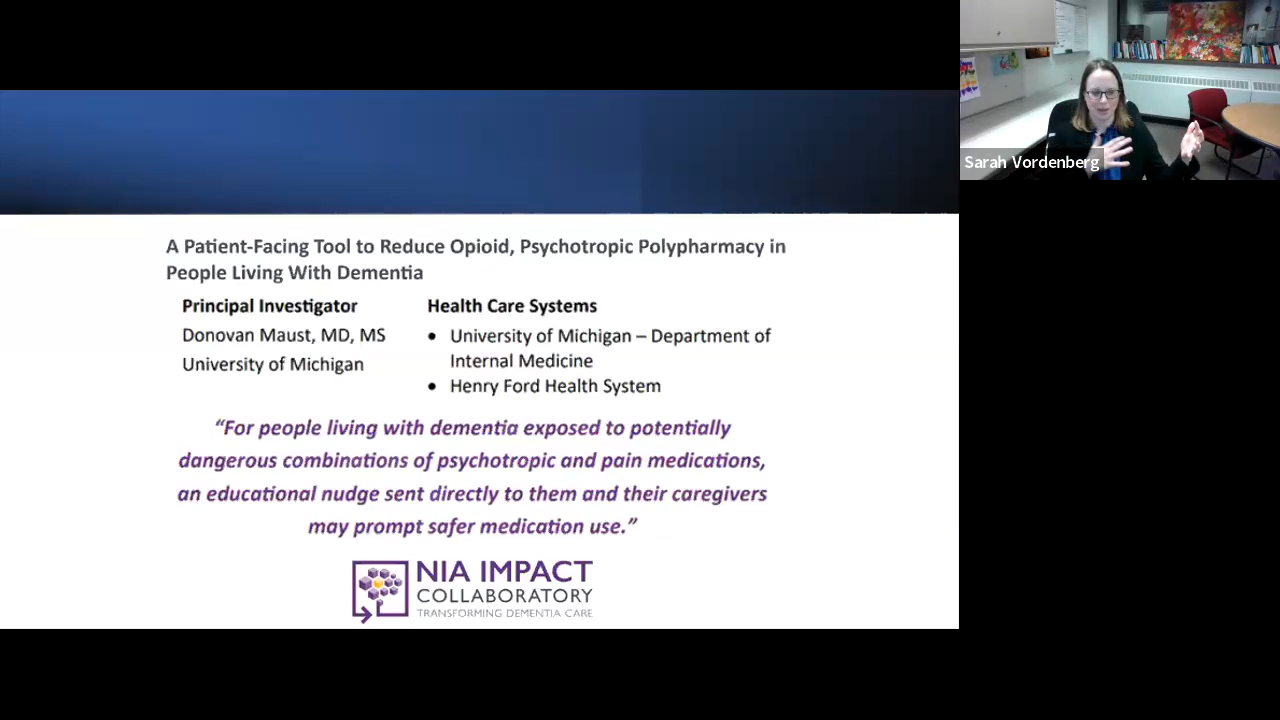 A Patient-Facing Tool to Reduce Opioid, Psychotropic Polypharmacy in
People Living With Dementia
Principal Investigator
Donovan Maust, MD, MS
University of Michigan
Health Care Systems
• University of Michigan – Department of
Internal Medicine
• Henry Ford Health System
“For people living with dementia exposed to potentially
dangerous combinations of psychotropic and pain medications,
an educational nudge sent directly to them and their caregivers
may prompt safer medication use.”
NIA IMPACT
COLLABORATORY
TRANSFORMING DEMENTIA CARE
Sarah Vordenberg